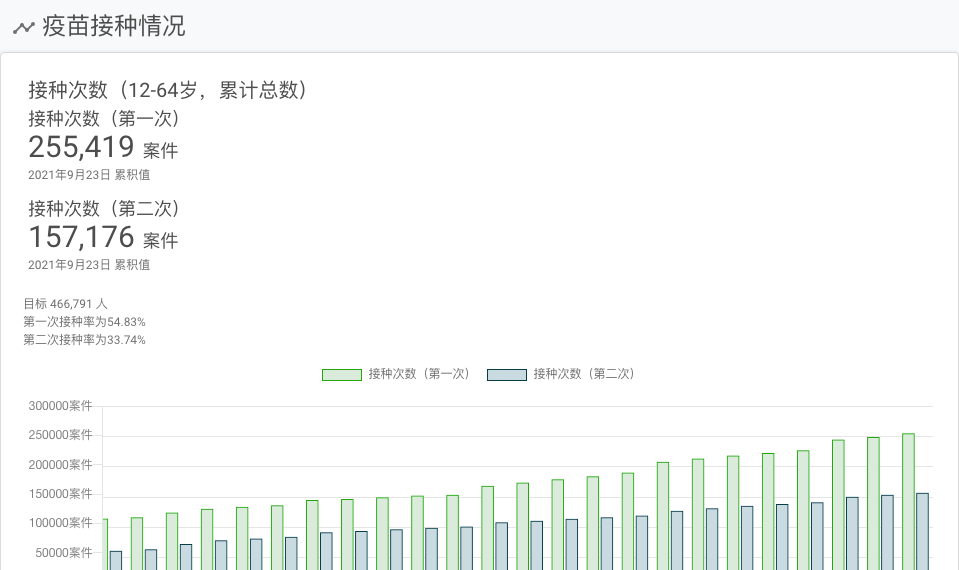 疫苗接种情况
接种次数（12-64岁，累计总数）
接种次数（第一次）
255,419 案件
2021年9月23日 累积值
接种次数（第二次）
157,176 案件
2021年9月23日 累积值
目标 466,791 人
第一次接种率为54.83%
第二次接种率为33.74%
接种次数（第一次） 接种次数（第二次）
300000案件
250000案件
200000案件
150000案件
100000案件
50000案件